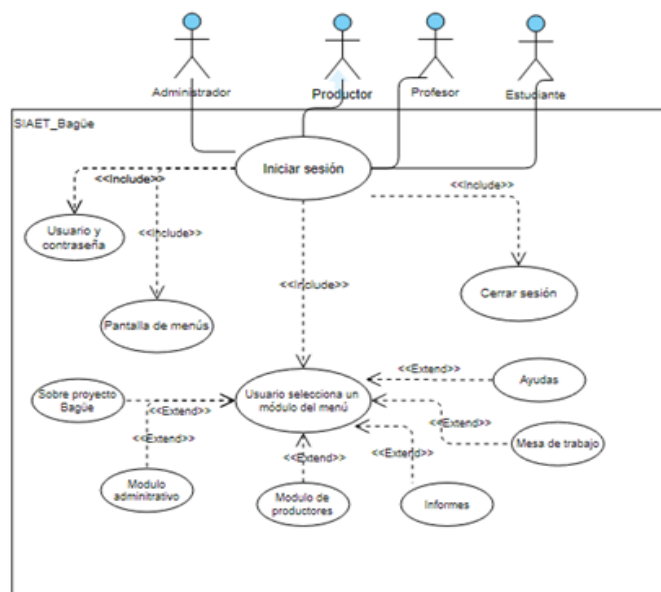 Administrador
Productor
Profesor
Estudiante
SIAET_Bagüe
Iniciar sesión
<<Include>>
<<Include>>
Usuario y
contraseña
<<Include>>
<<Include>>
Cerrar sesión
Pantalla de menús
Ayudas
<<Extend>>
Sobre proyecto
Bagüe
Usuario selecciona un
módulo del menú
<<Extend>>
<<Extend>>
<<Extend>>
Mesa de trabajo
<<Extend>>
<<Extend>>
Modulo
adminitrativo
Modulo de
productores
Informes